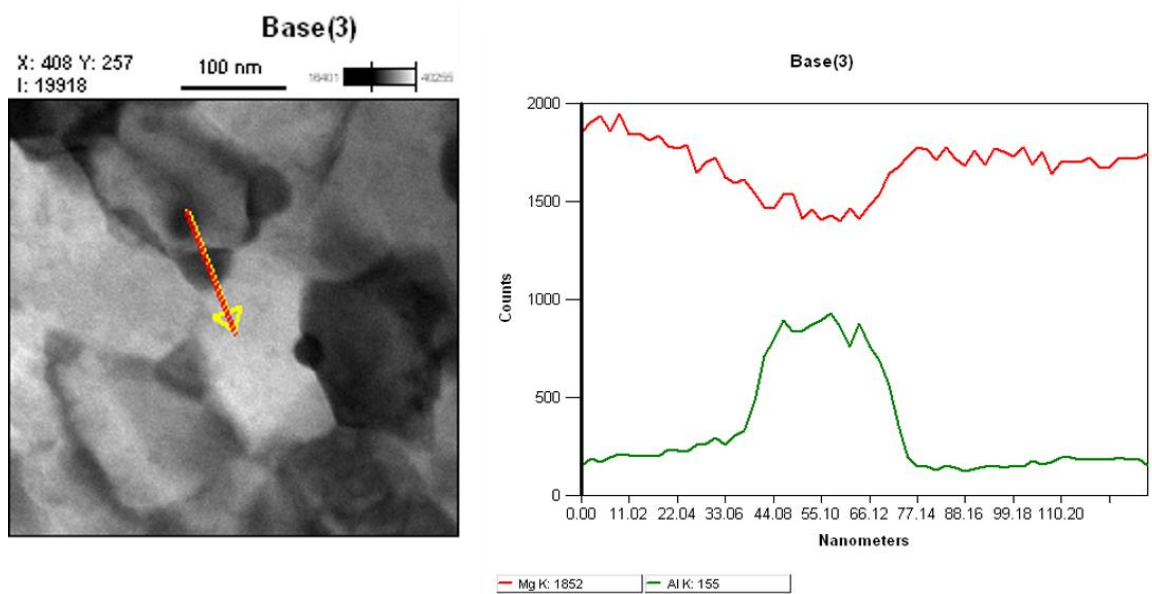 Base(3)
X: 408 Y: 257
I: 19918
100 nm
16401
40255
Base(3)
2000
1500
1000
500
0
Counts
0.00 11.02 22.04 33.06 44.08 55.10 66.12 77.14 88.16 99.18 110.20
Nanometers
Mg K: 1852
Al K: 155